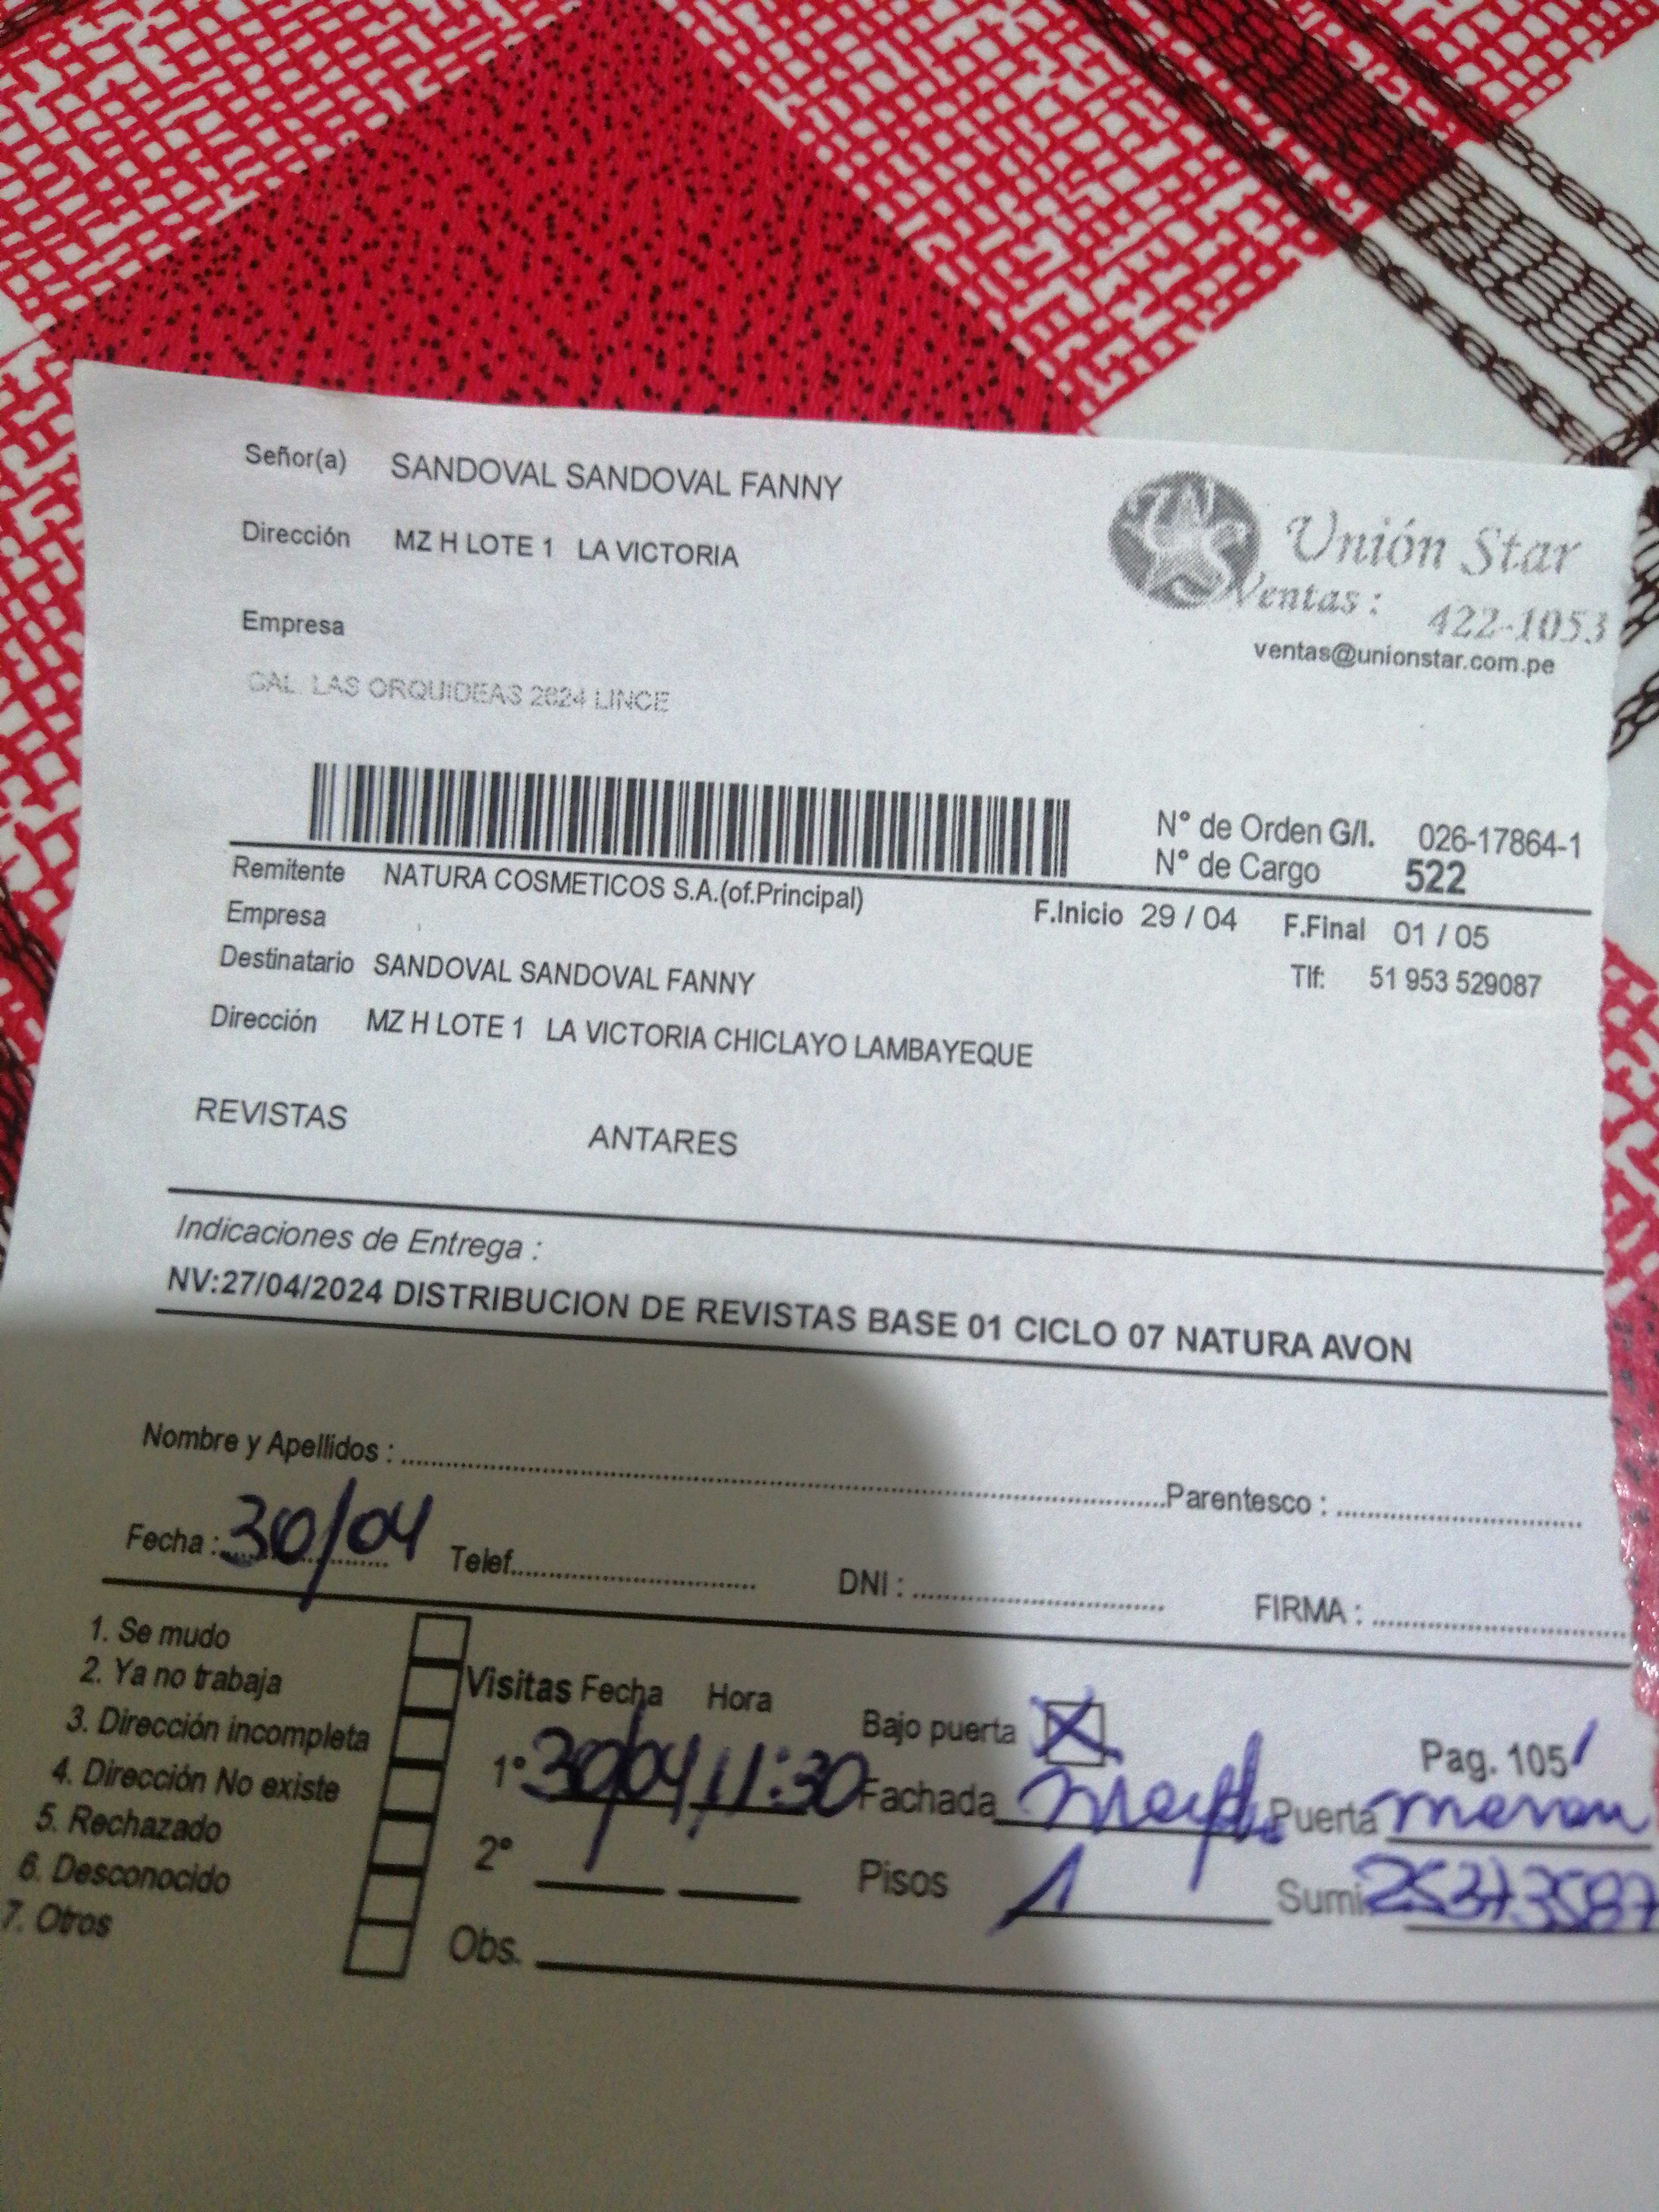 Señor(a) SANDOVAL SANDOVAL FANNY
Dirección MZ H LOTE 1 LA VICTORIA
Unión Star
Ventas : 422-1053
ventas@unionstar.com.pe
Empresa
CAL. LAS ORQUIDEAS 2624 LINCE
N° de Orden G/I. 026-17864-1
N° de Cargo 522
Remitente NATURA COSMETICOS S.A.(of.Principal)
F.Inicio 29 / 04 F.Final 01 / 05
Empresa
Destinatario SANDOVAL SANDOVAL FANNY
Tlf: 51 953 529087
Dirección MZ H LOTE 1 LA VICTORIA CHICLAYO LAMBAYEQUE
REVISTAS ANTARES
Indicaciones de Entrega :
NV:27/04/2024 DISTRIBUCION DE REVISTAS BASE 01 CICLO 07 NATURA AVON
Nombre y Apellidos : Parentesco :
Fecha : 30/04 Telef. DNI : FIRMA :
1. Se mudo
2. Ya no trabaja
3. Dirección incompleta
4. Dirección No existe
5. Rechazado
6. Desconocido
7. Otros
Visitas Fecha Hora
1° 30/04 11:30
2°
Obs.
Bajo puerta X Pag. 105
Fachada Puerta marron
Pisos 1 Sumi